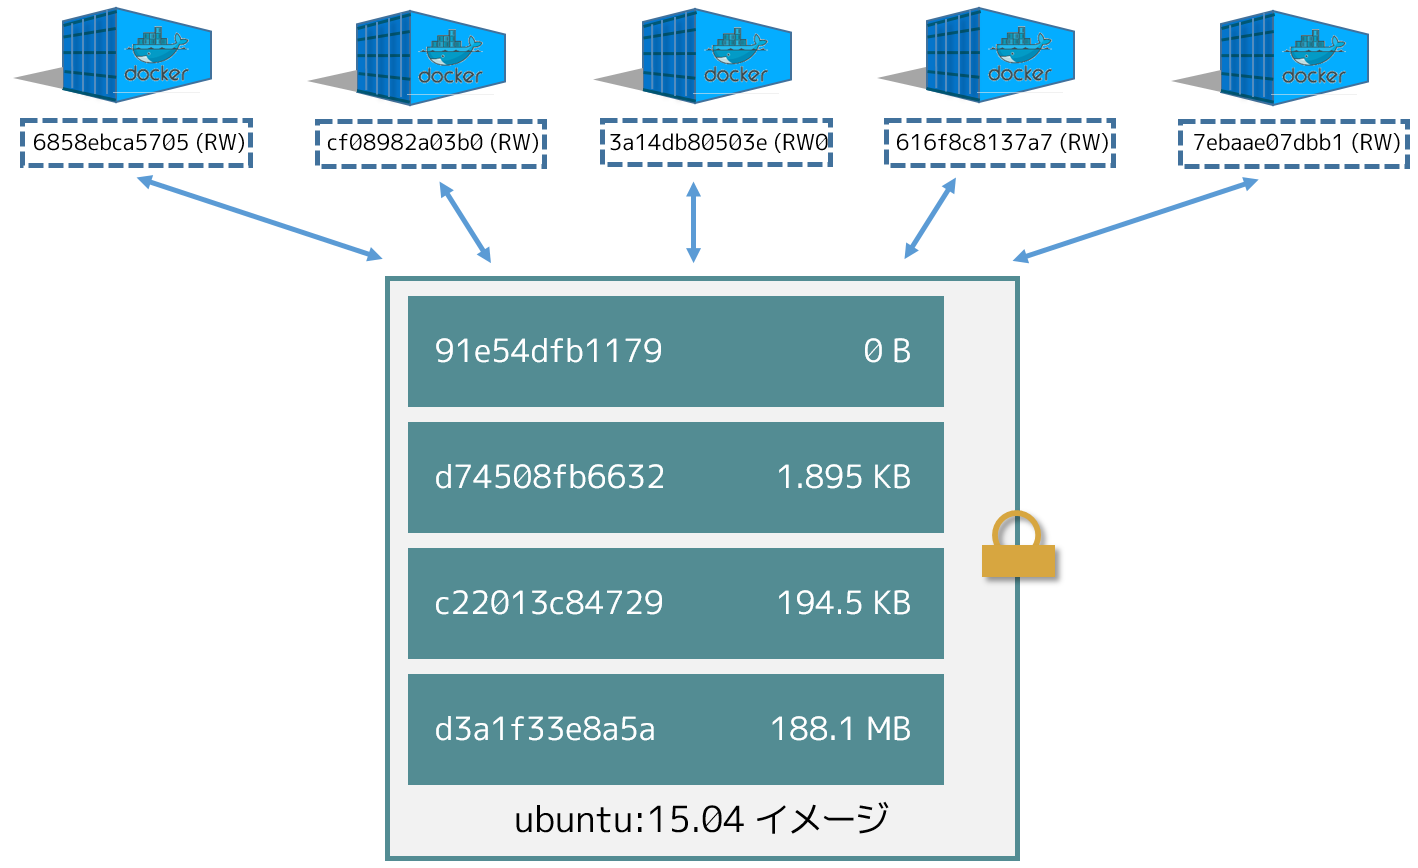 docker
docker
docker
docker
docker
6858ebca5705 (RW)
cf08982a03b0 (RW)
3a14db80503e (RW0
616f8c8137a7 (RW)
7ebaae07dbb1 (RW)
91e54dfb1179 0 B
d74508fb6632 1.895 KB
c22013c84729 194.5 KB
d3a1f33e8a5a 188.1 MB
ubuntu:15.04 イメージ